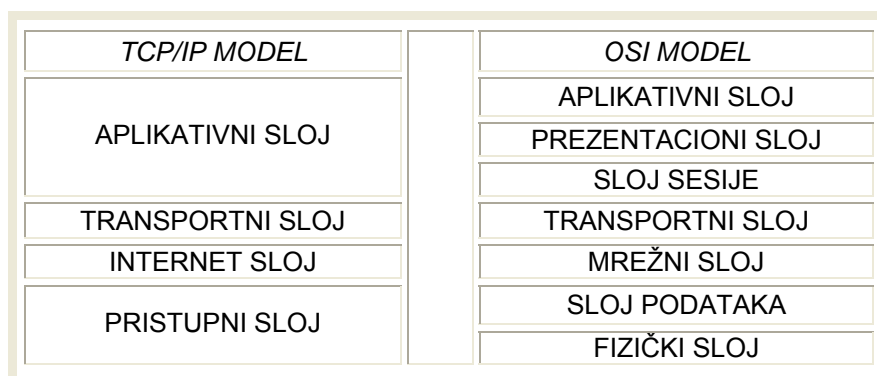 TCP/IP MODEL
OSI MODEL
APLIKATIVNI SLOJ
APLIKATIVNI SLOJ
PREZENTACIONI SLOJ
SLOJ SESIJE
TRANSPORTNI SLOJ
TRANSPORTNI SLOJ
INTERNET SLOJ
MREŽNI SLOJ
PRISTUPNI SLOJ
SLOJ PODATAKA
FIZIČKI SLOJ